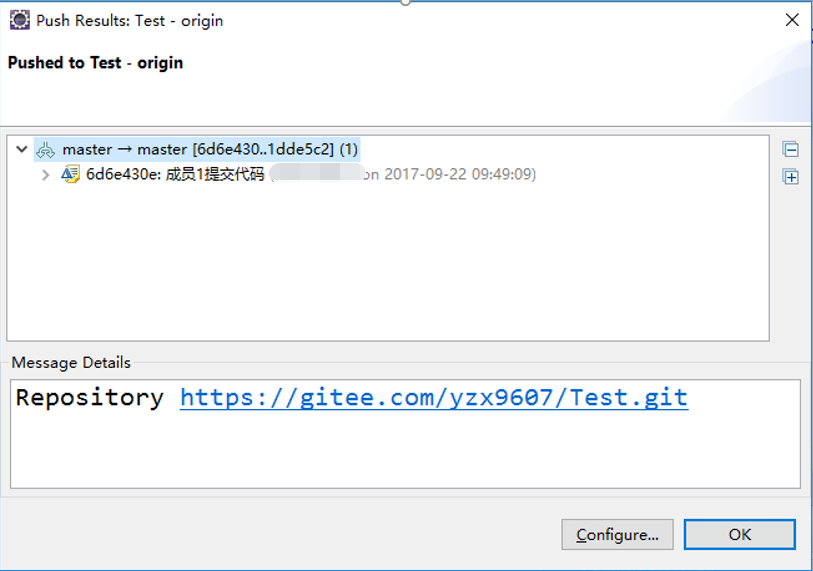 Push Results: Test - origin
Pushed to Test - origin
master → master [6d6e430..1dde5c2] (1)
6d6e430e: 成员1提交代码 on 2017-09-22 09:49:09)
Message Details
Repository https://gitee.com/yzx9607/Test.git
Configure...
OK